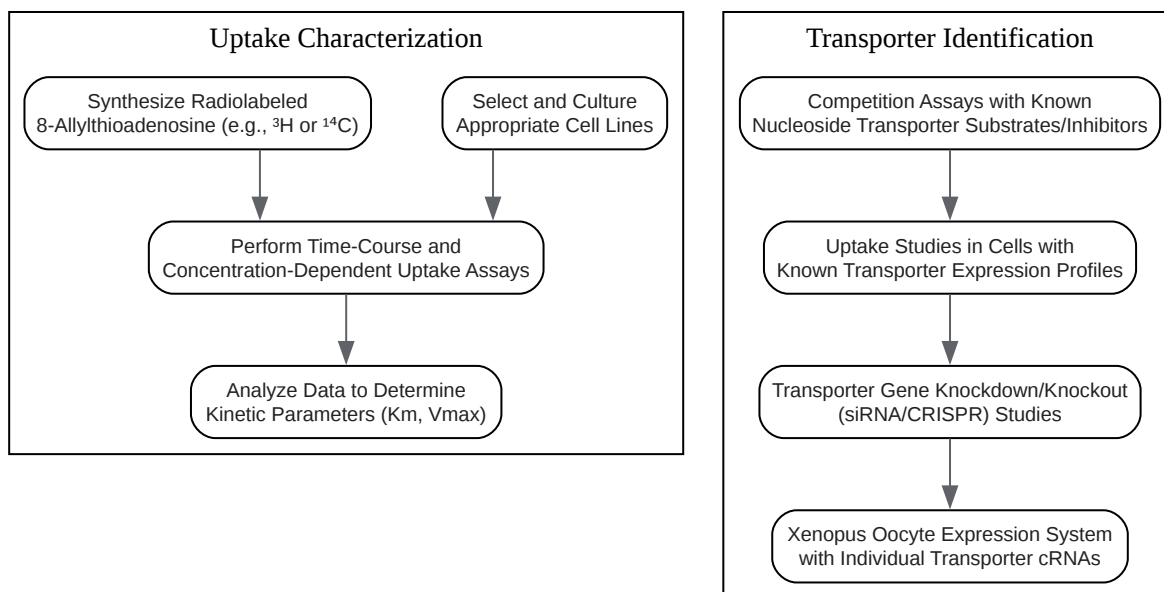 Uptake Characterization
Synthesize Radiolabeled
8-Allylthioadenosine (e.g., ³H or ¹⁴C)
Select and Culture
Appropriate Cell Lines
Perform Time-Course and
Concentration-Dependent Uptake Assays
Analyze Data to Determine
Kinetic Parameters (Km, Vmax)
Transporter Identification
Competition Assays with Known
Nucleoside Transporter Substrates/Inhibitors
Uptake Studies in Cells with
Known Transporter Expression Profiles
Transporter Gene Knockdown/Knockout
(siRNA/CRISPR) Studies
Xenopus Oocyte Expression System
with Individual Transporter cRNAs